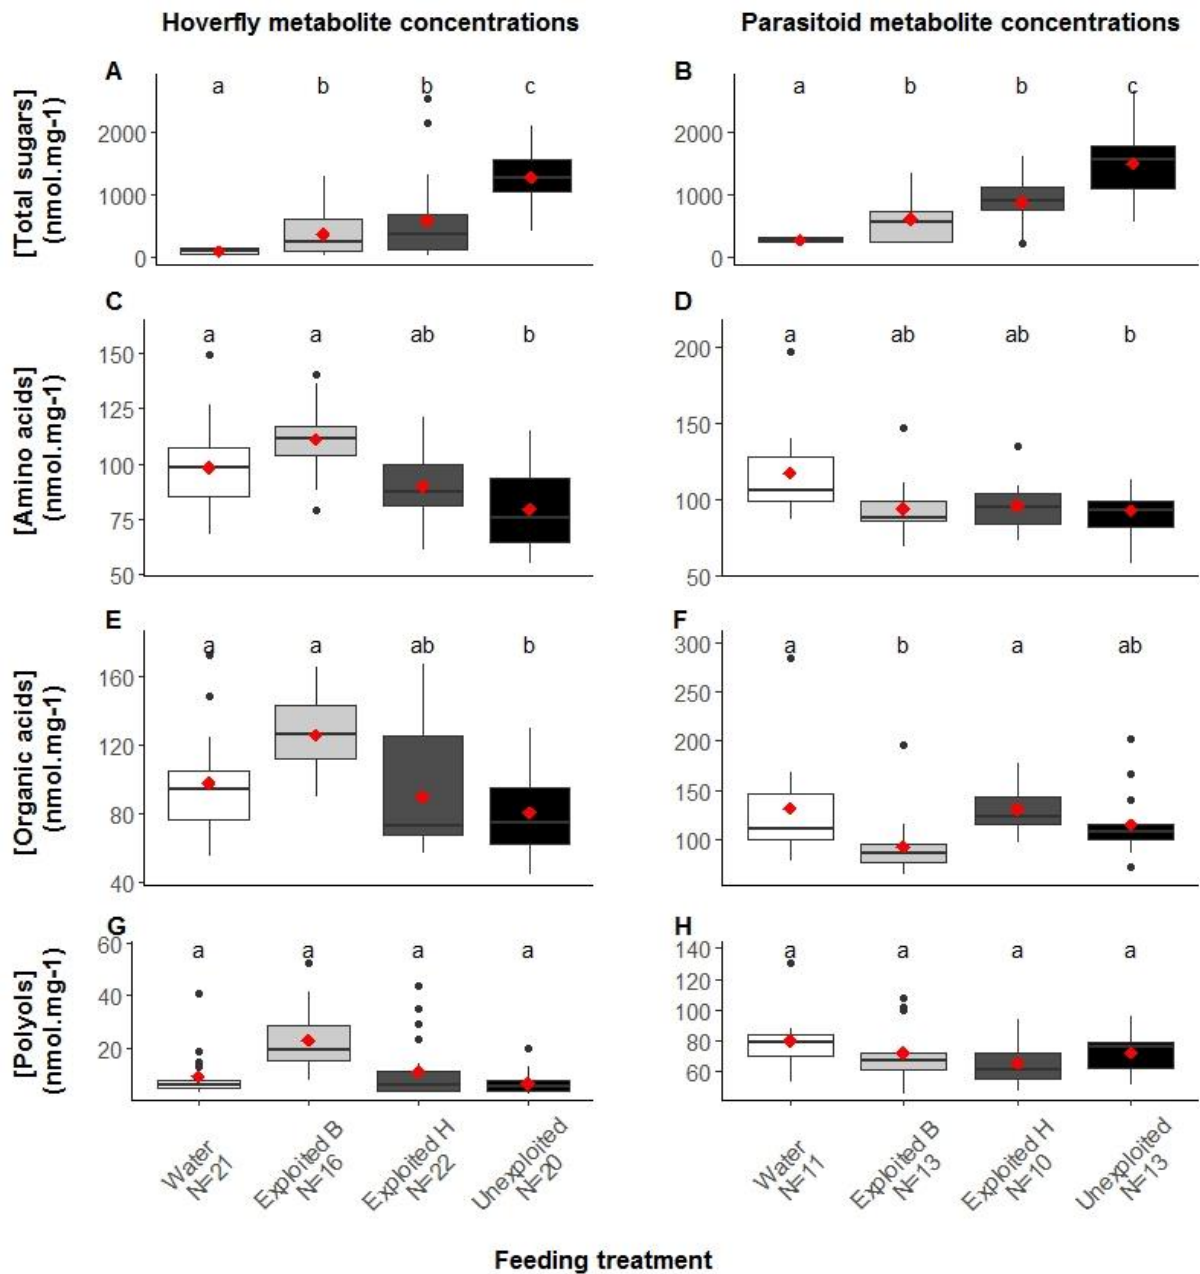 Hoverfly metabolite concentrations
Parasitoid metabolite concentrations
A
a b b c
[Total sugars]
(nmol.mg-1)
2000
1000
0
B
a b b c
2000
1000
0
C
a a ab b
[Amino acids]
(nmol.mg-1)
150
125
100
75
50
D
a ab ab b
200
150
100
50
E
a a ab b
[Organic acids]
(nmol.mg-1)
160
120
80
40
F
a b a ab
300
250
200
150
100
G
a a a a
[Polyols]
(nmol.mg-1)
60
40
20
H
a a a a
140
120
100
80
60
Water
N=21
Exploited B
N=16
Exploited H
N=22
Unexploited
N=20
Water
N=11
Exploited B
N=13
Exploited H
N=10
Unexploited
N=13
Feeding treatment